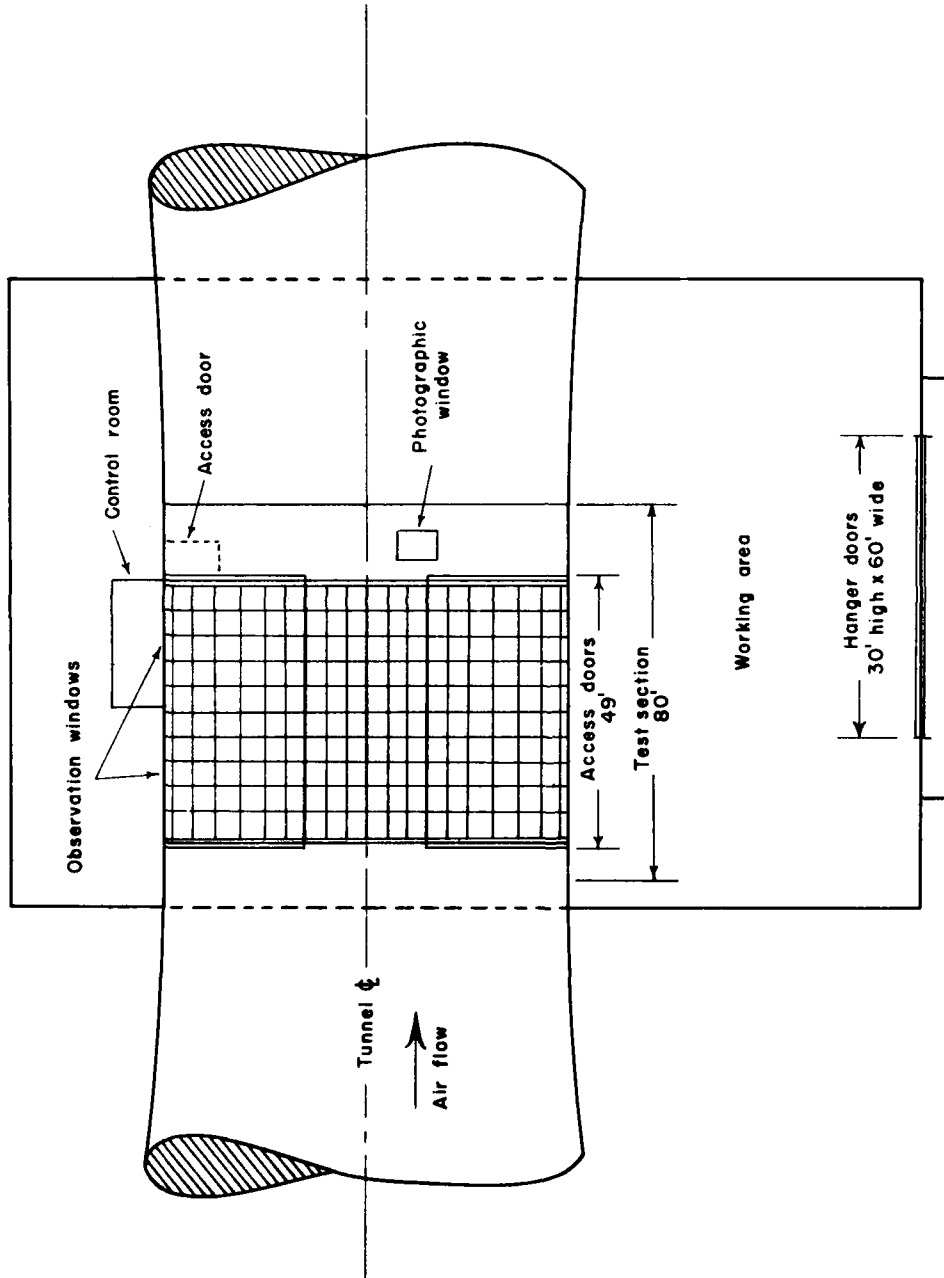 Observation windows
Control room
Access door
Photographic
window
Tunnel ℄
Air flow
Access doors
49'
Test section
80'
Working area
Hanger doors
30' high x 60' wide